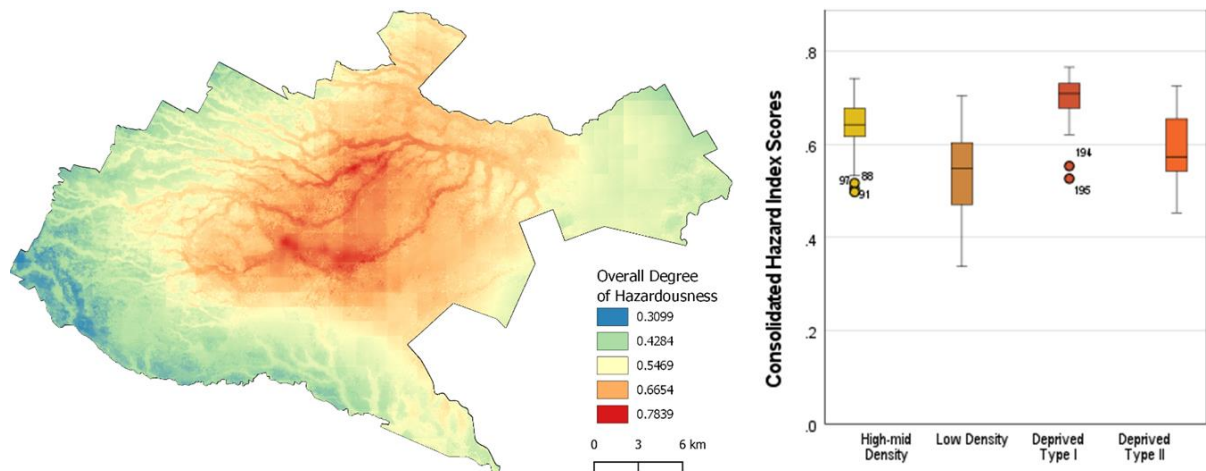 Overall Degree
of Hazardousness
0.3099
0.4284
0.5469
0.6654
0.7839
0 3 6 km
Consolidated Hazard Index Scores
.8
.6
.4
.2
.0
97 88
91
194
195
High-mid
Density
Low Density
Deprived
Type I
Deprived
Type II